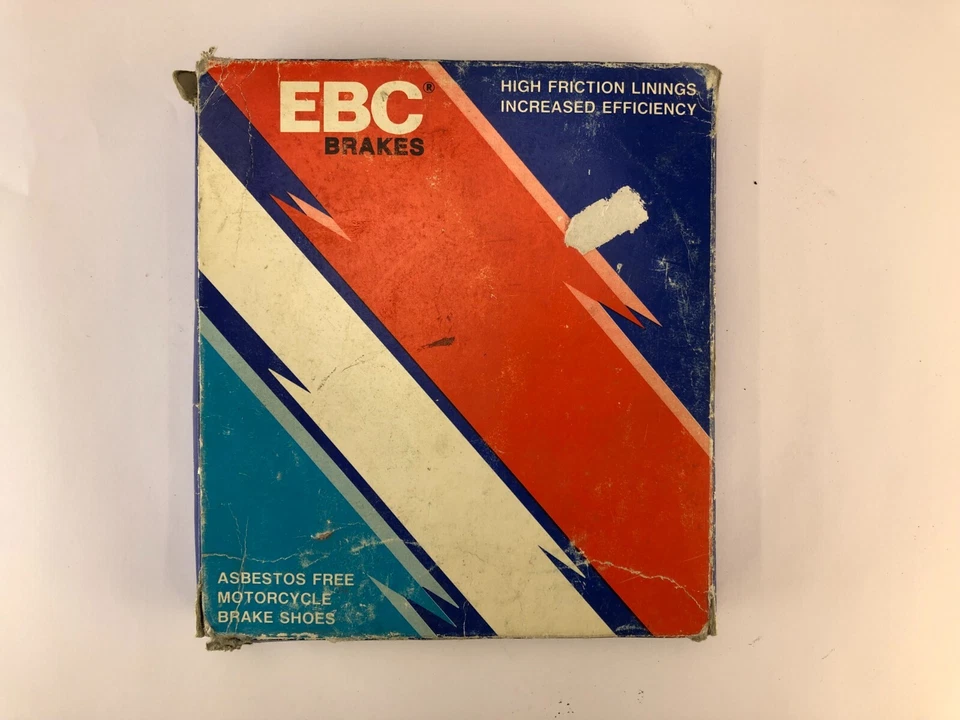 EBC®
BRAKES
HIGH FRICTION LININGS
INCREASED EFFICIENCY
ASBESTOS FREE
MOTORCYCLE
BRAKE SHOES